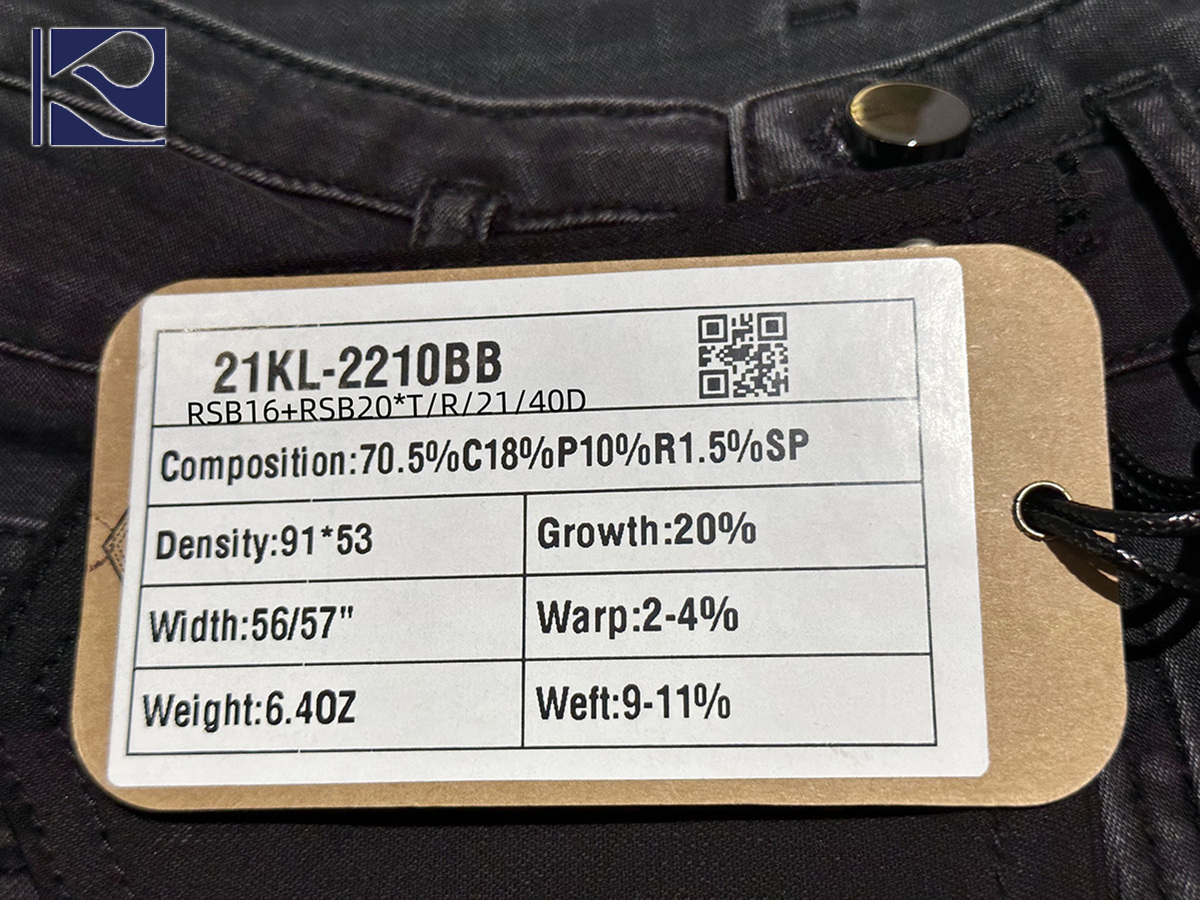 21KL-2210BB
RSB16+RSB20*T/R/21/40D
Composition:70.5%C18%P10%R1.5%SP
Density:91*53
Growth:20%
Width:56/57"
Warp:2-4%
Weight:6.4OZ
Weft:9-11%